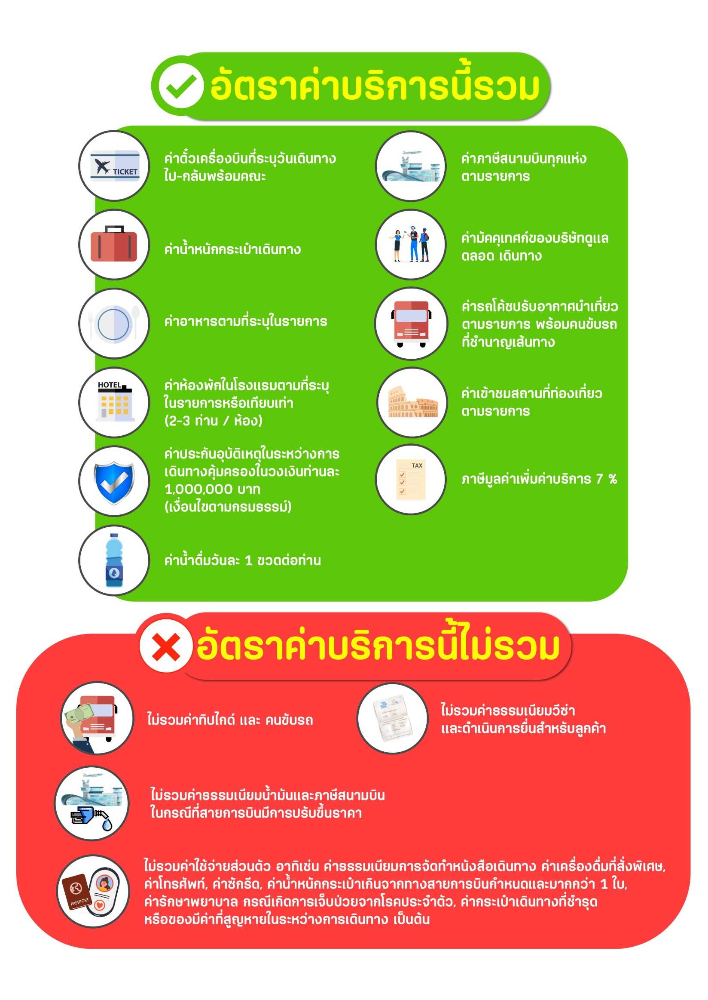 อัตราค่าบริการนี้รวม
TICKET
ค่าตั๋วเครื่องบินที่ระบุวันเดินทาง
ไป-กลับพร้อมคณะ
ค่าภาษีสนามบินทุกแห่ง
ตามรายการ
ค่าน้ำหนักกระเป๋าเดินทาง
ค่ามัคคุเทศก์ของบริษัทดูแล
ตลอด เดินทาง
ค่าอาหารตามที่ระบุในรายการ
ค่ารถโค้ชปรับอากาศนำเที่ยว
ตามรายการ พร้อมคนขับรถ
ที่ชำนาญเส้นทาง
HOTEL
ค่าห้องพักในโรงแรมตามที่ระบุ
ในรายการหรือเทียบเท่า
(2-3 ท่าน / ห้อง)
ค่าเข้าชมสถานที่ท่องเที่ยว
ตามรายการ
ค่าประกันอุบัติเหตุในระหว่างการ
เดินทางคุ้มครองในวงเงินท่านละ
1,000,000 บาท
(เงื่อนไขตามกรมธรรม์)
TAX
ภาษีมูลค่าเพิ่มค่าบริการ 7 %
ค่าน้ำดื่มวันละ 1 ขวดต่อท่าน
อัตราค่าบริการนี้ไม่รวม
ไม่รวมค่าทิปไกด์ และ คนขับรถ
ไม่รวมค่าธรรมเนียมวีซ่า
และดำเนินการยื่นสำหรับลูกค้า
ไม่รวมค่าธรรมเนียมน้ำมันและภาษีสนามบิน
ในกรณีที่สายการบินมีการปรับขึ้นราคา
PASSPORT
ไม่รวมค่าใช้จ่ายส่วนตัว อาทิเช่น ค่าธรรมเนียมการจัดทำหนังสือเดินทาง ค่าเครื่องดื่มที่สั่งพิเศษ,
ค่าโทรศัพท์, ค่าซักรีด, ค่าน้ำหนักกระเป๋าเกินจากทางสายการบินกำหนดและมากกว่า 1 ใบ,
ค่ารักษาพยาบาล กรณีเกิดการเจ็บป่วยจากโรคประจำตัว, ค่ากระเป๋าเดินทางที่ชำรุด
หรือของมีค่าที่สูญหายในระหว่างการเดินทาง เป็นต้น